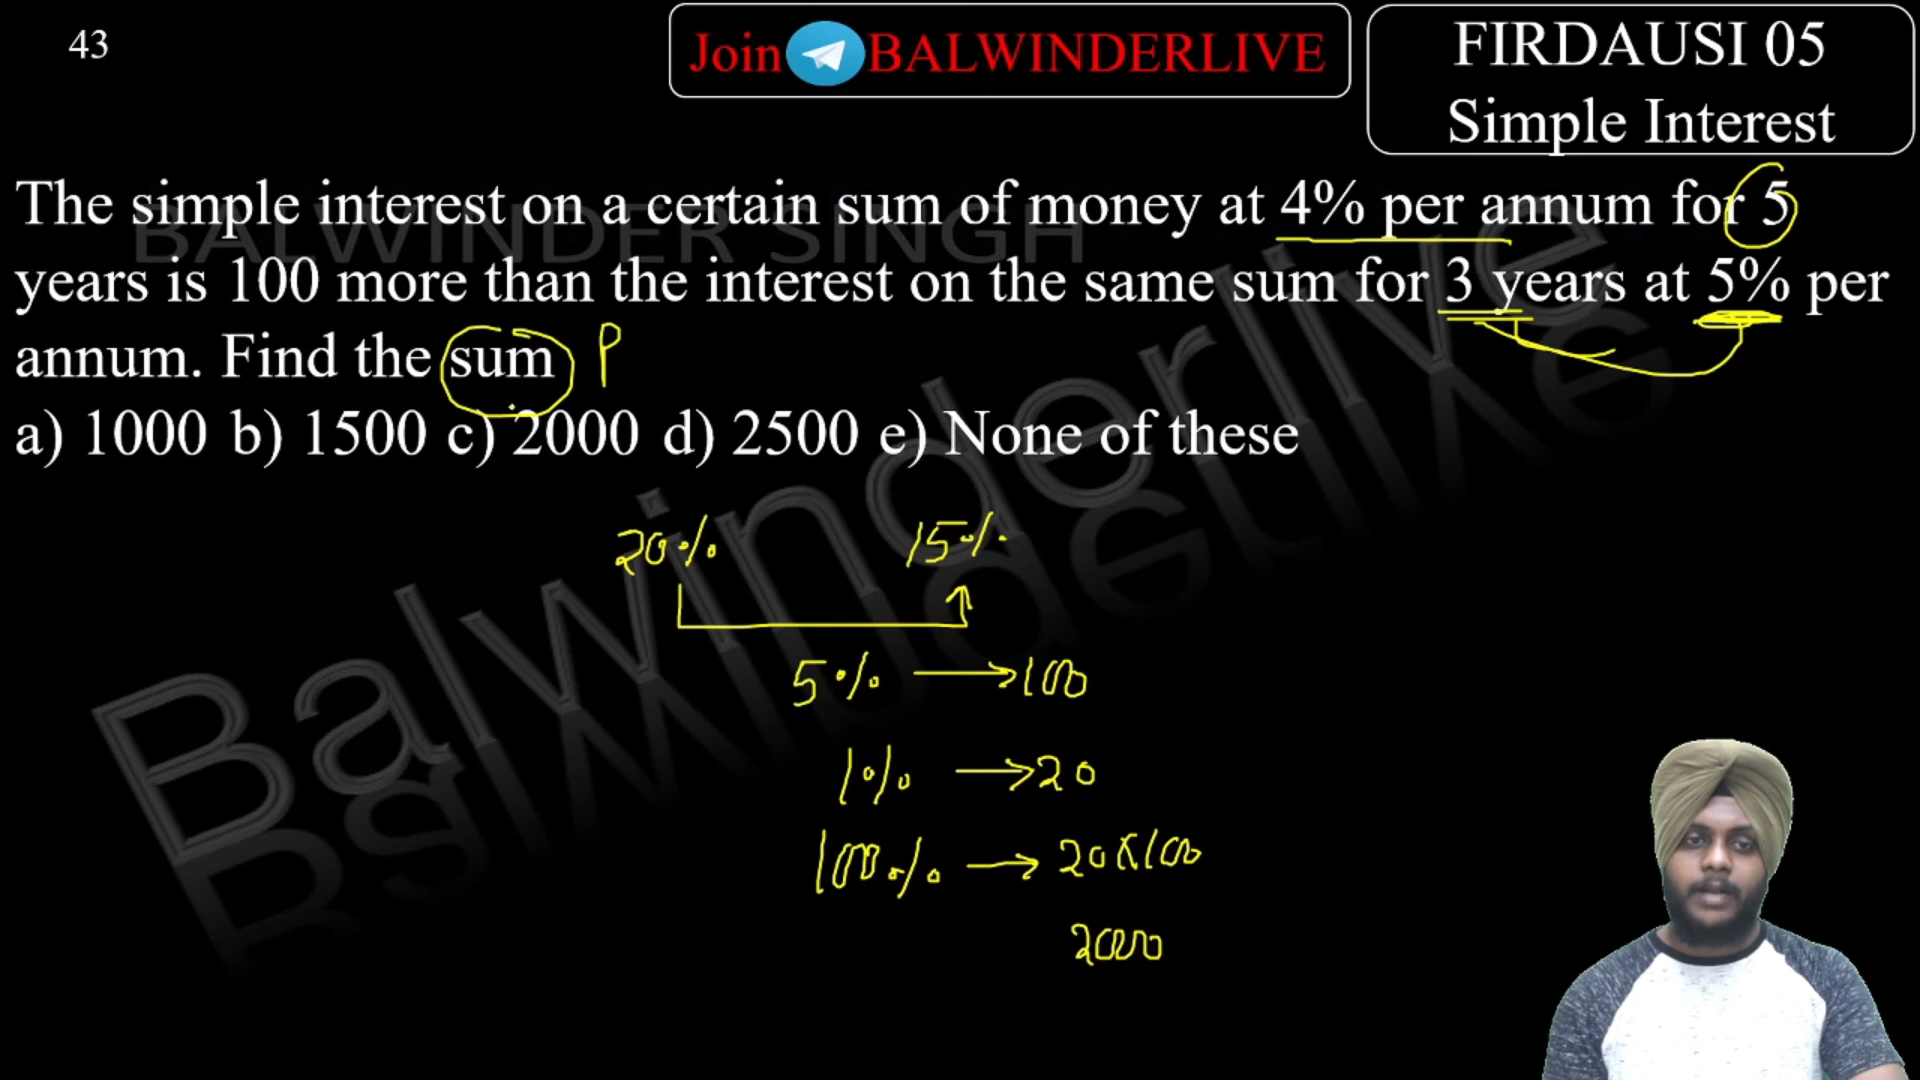 43
Join BALWINDERLIVE
FIRDAUSI 05
Simple Interest
The simple interest on a certain sum of money at 4% per annum for 5
years is 100 more than the interest on the same sum for 3 years at 5% per
annum. Find the sum P
a) 1000 b) 1500 c) 2000 d) 2500 e) None of these
BALWINDER SINGH
Balwinderlive
20% 15%
5% → 100
1% → 20
100% → 20×100
2000